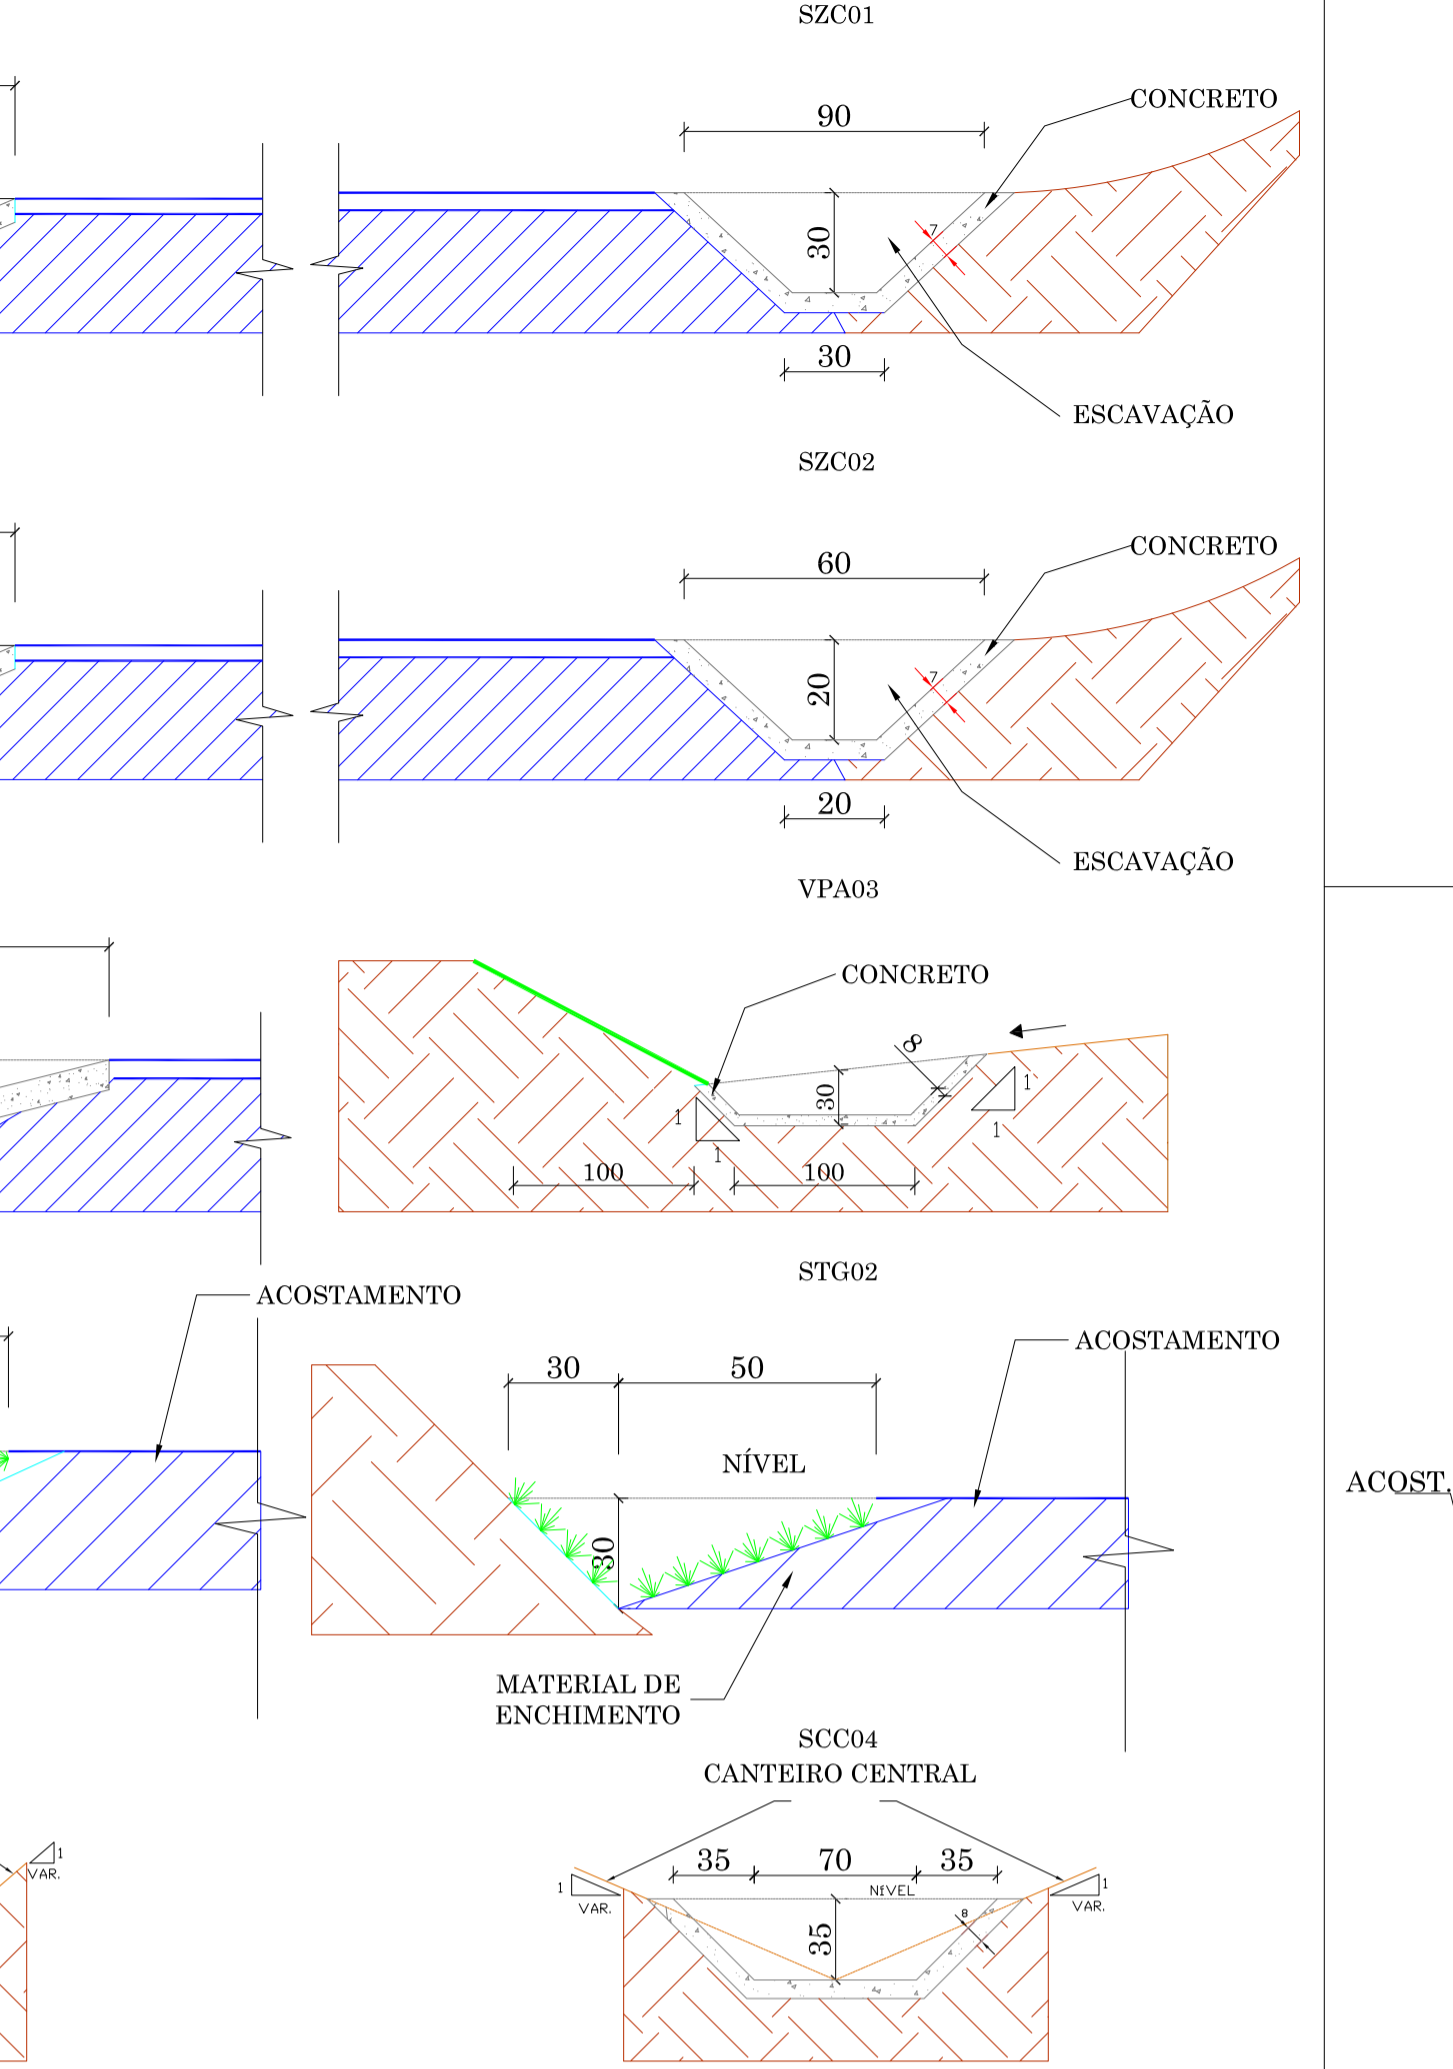 SZC01
90
CONCRETO
30
7
30
ESCAVAÇÃO
SZC02
60
CONCRETO
20
7
20
ESCAVAÇÃO
VPA03
CONCRETO
8
30
1
1
1
1
100
100
STG02
ACOSTAMENTO
ACOSTAMENTO
30
50
NÍVEL
30
MATERIAL DE
ENCHIMENTO
ACOST.
SCC04
CANTEIRO CENTRAL
1
VAR.
35
70
35
NÍVEL
1
VAR.
1
VAR.
8
35